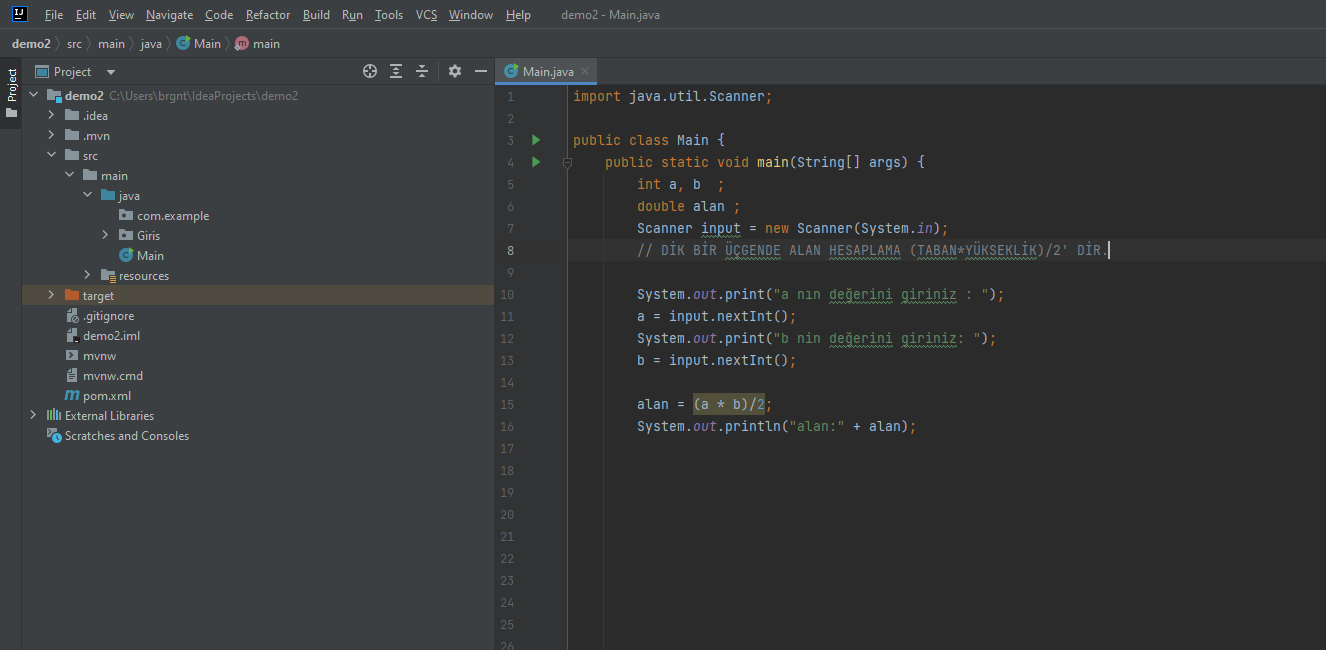 IJ File Edit View Navigate Code Refactor Build Run Tools VCS Window Help demo2 - Main.java
demo2 src main java C Main m main
Project
Project
Main.java
demo2 C:\Users\brgnt\IdeaProjects\demo2
.idea
.mvn
src
main
java
com.example
Giris
Main
resources
target
.gitignore
demo2.iml
mvnw
mvnw.cmd
pom.xml
External Libraries
Scratches and Consoles
1 import java.util.Scanner;
2
3 public class Main {
4 public static void main(String[] args) {
5 int a, b  ;
6 double alan ;
7 Scanner input = new Scanner(System.in);
8 // DİK BİR ÜÇGENDE ALAN HESAPLAMA (TABAN*YÜKSEKLİK)/2' DİR.
9
10 System.out.print("a nın değerini giriniz : ");
11 a = input.nextInt();
12 System.out.print("b nin değerini giriniz: ");
13 b = input.nextInt();
14
15 alan = (a * b)/2;
16 System.out.println("alan:" + alan);
17
18
19
20
21
22
23
24
25
26